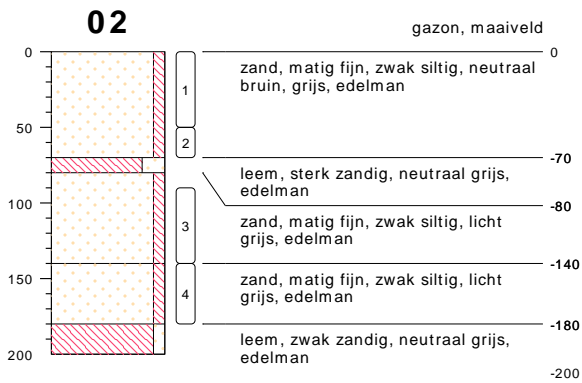 02
gazon, maaiveld
0
0
zand, matig fijn, zwak siltig, neutraal
bruin, grijs, edelman
1
50
2
-70
leem, sterk zandig, neutraal grijs,
edelman
-80
100
zand, matig fijn, zwak siltig, licht
grijs, edelman
3
-140
150
zand, matig fijn, zwak siltig, licht
grijs, edelman
4
-180
leem, zwak zandig, neutraal grijs,
edelman
200
-200